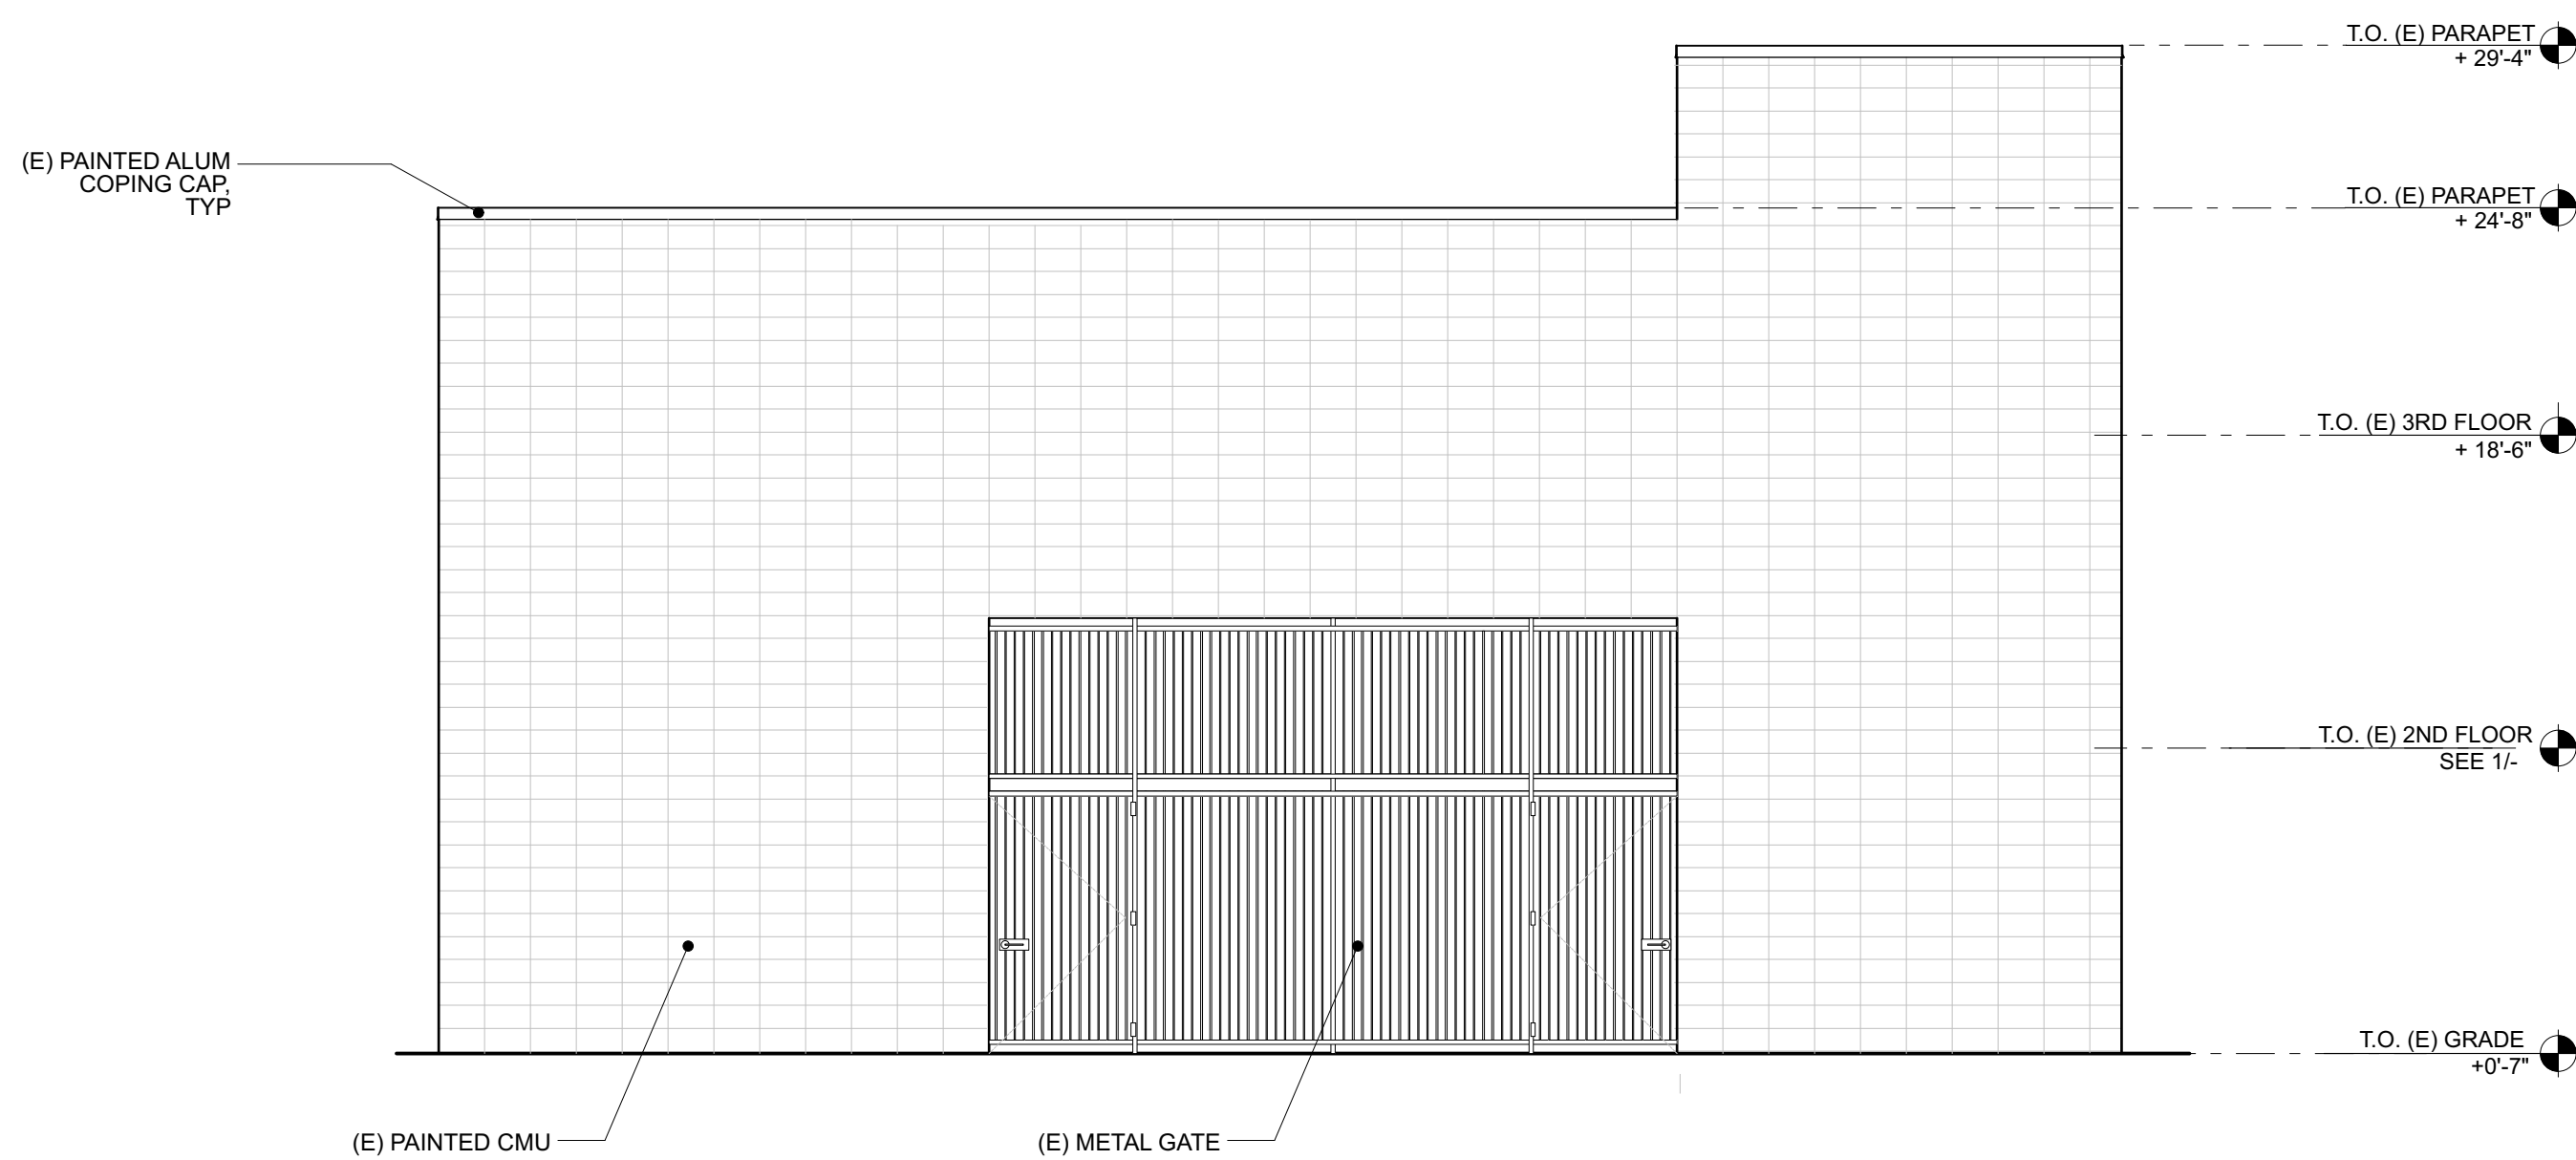 T.O. (E) PARAPET
+ 29'-4"
(E) PAINTED ALUM
COPING CAP,
TYP
T.O. (E) PARAPET
+ 24'-8"
T.O. (E) 3RD FLOOR
+ 18'-6"
T.O. (E) 2ND FLOOR
SEE 1/-
T.O. (E) GRADE
+0'-7"
(E) PAINTED CMU
(E) METAL GATE